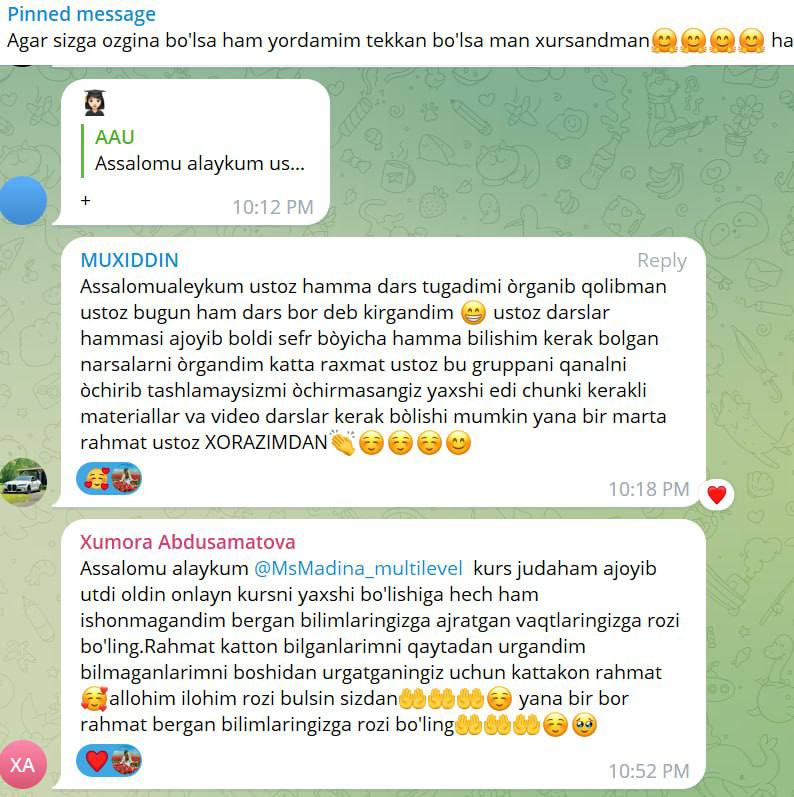 Pinned message
Agar sizga ozgina bo'lsa ham yordamim tekkan bo'lsa man xursandman🤗🤗🤗🤗 ha
AAU
Assalomu alaykum us...
+
10:12 PM
MUXIDDIN
Reply
Assalomualeykum ustoz hamma dars tugadimi òrganib qolibman
ustoz bugun ham dars bor deb kirgandim 😁 ustoz darslar
hammasi ajoyib boldi sefr bòyicha hamma bilishim kerak bolgan
narsalarni òrgandim katta raxmat ustoz bu gruppani qanalni
òchirib tashlamaysizmi òchirmasangiz yaxshi edi chunki kerakli
materiallar va video darslar kerak bòlishi mumkin yana bir marta
rahmat ustoz XORAZIMDAN👏☺️☺️☺️😊
10:18 PM
Xumora Abdusamatova
Assalomu alaykum @MsMadina_multilevel kurs judaham ajoyib
utdi oldin onlayn kursni yaxshi bo'lishiga hech ham
ishonmagandim bergan bilimlaringizga ajratgan vaqtlaringizga rozi
bo'ling.Rahmat katton bilganlarimni qaytadan urgandim
bilmaganlarimni boshidan urgatganingiz uchun kattakon rahmat
🥰allohim ilohim rozi bulsin sizdan🤲🤲🤲☺️ yana bir bor
rahmat bergan bilimlaringizga rozi bo'ling🤲🤲🤲☺️🥹
XA
10:52 PM